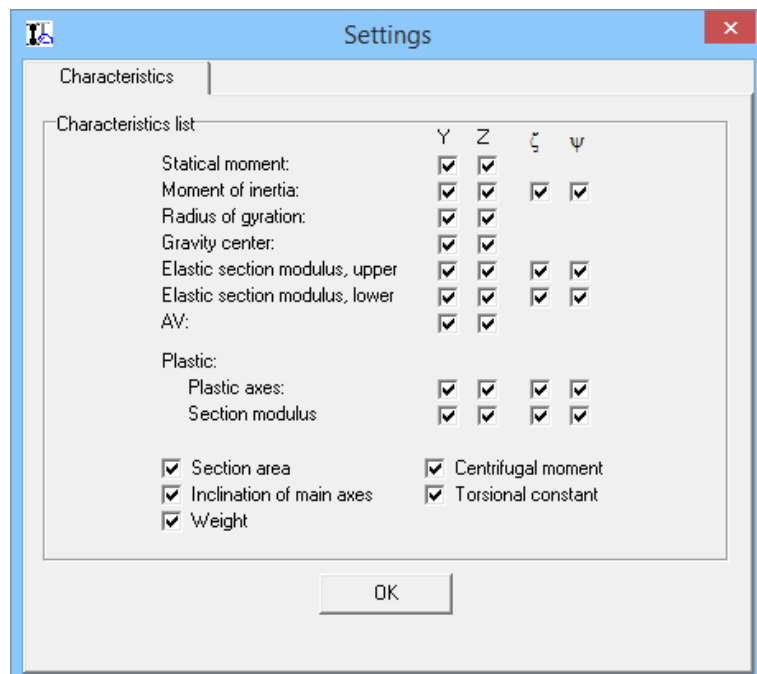 Settings
Characteristics
Characteristics list
Y Z ζ ψ
Statical moment:
Moment of inertia:
Radius of gyration:
Gravity center:
Elastic section modulus, upper
Elastic section modulus, lower
AV:
Plastic:
Plastic axes:
Section modulus
Section area Centrifugal moment
Inclination of main axes Torsional constant
Weight
OK